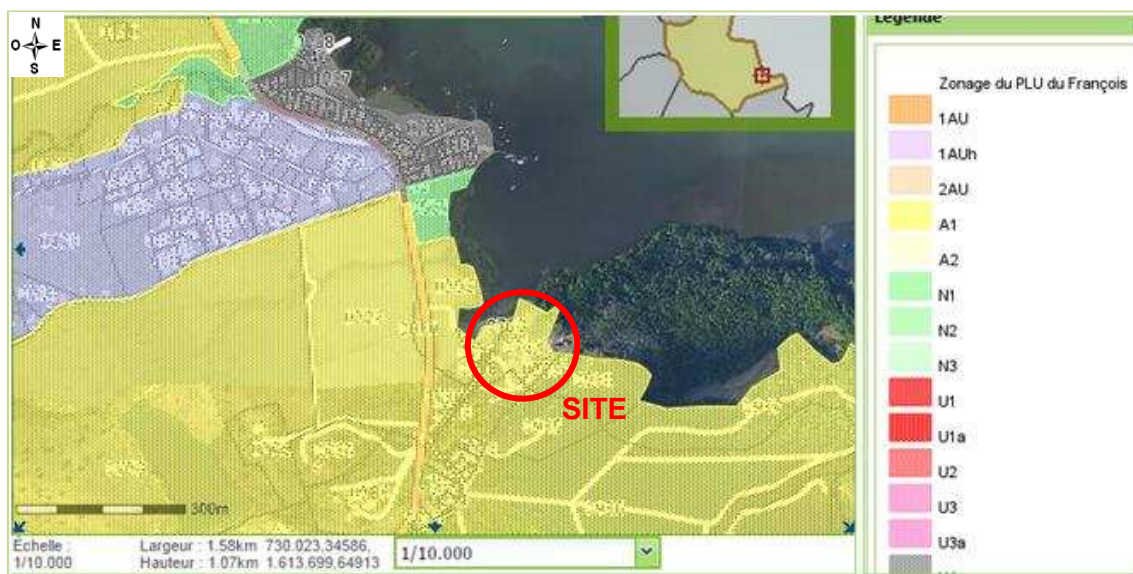 N
O E
S
SITE
300m
Échelle :
1/10.000
Largeur : 1.58km 730.023,34586,
Hauteur : 1.07km 1.613.699,64913
1/10.000
Légende
Zonage du PLU du François
1AU
1AUh
2AU
A1
A2
N1
N2
N3
U1
U1a
U2
U3
U3a